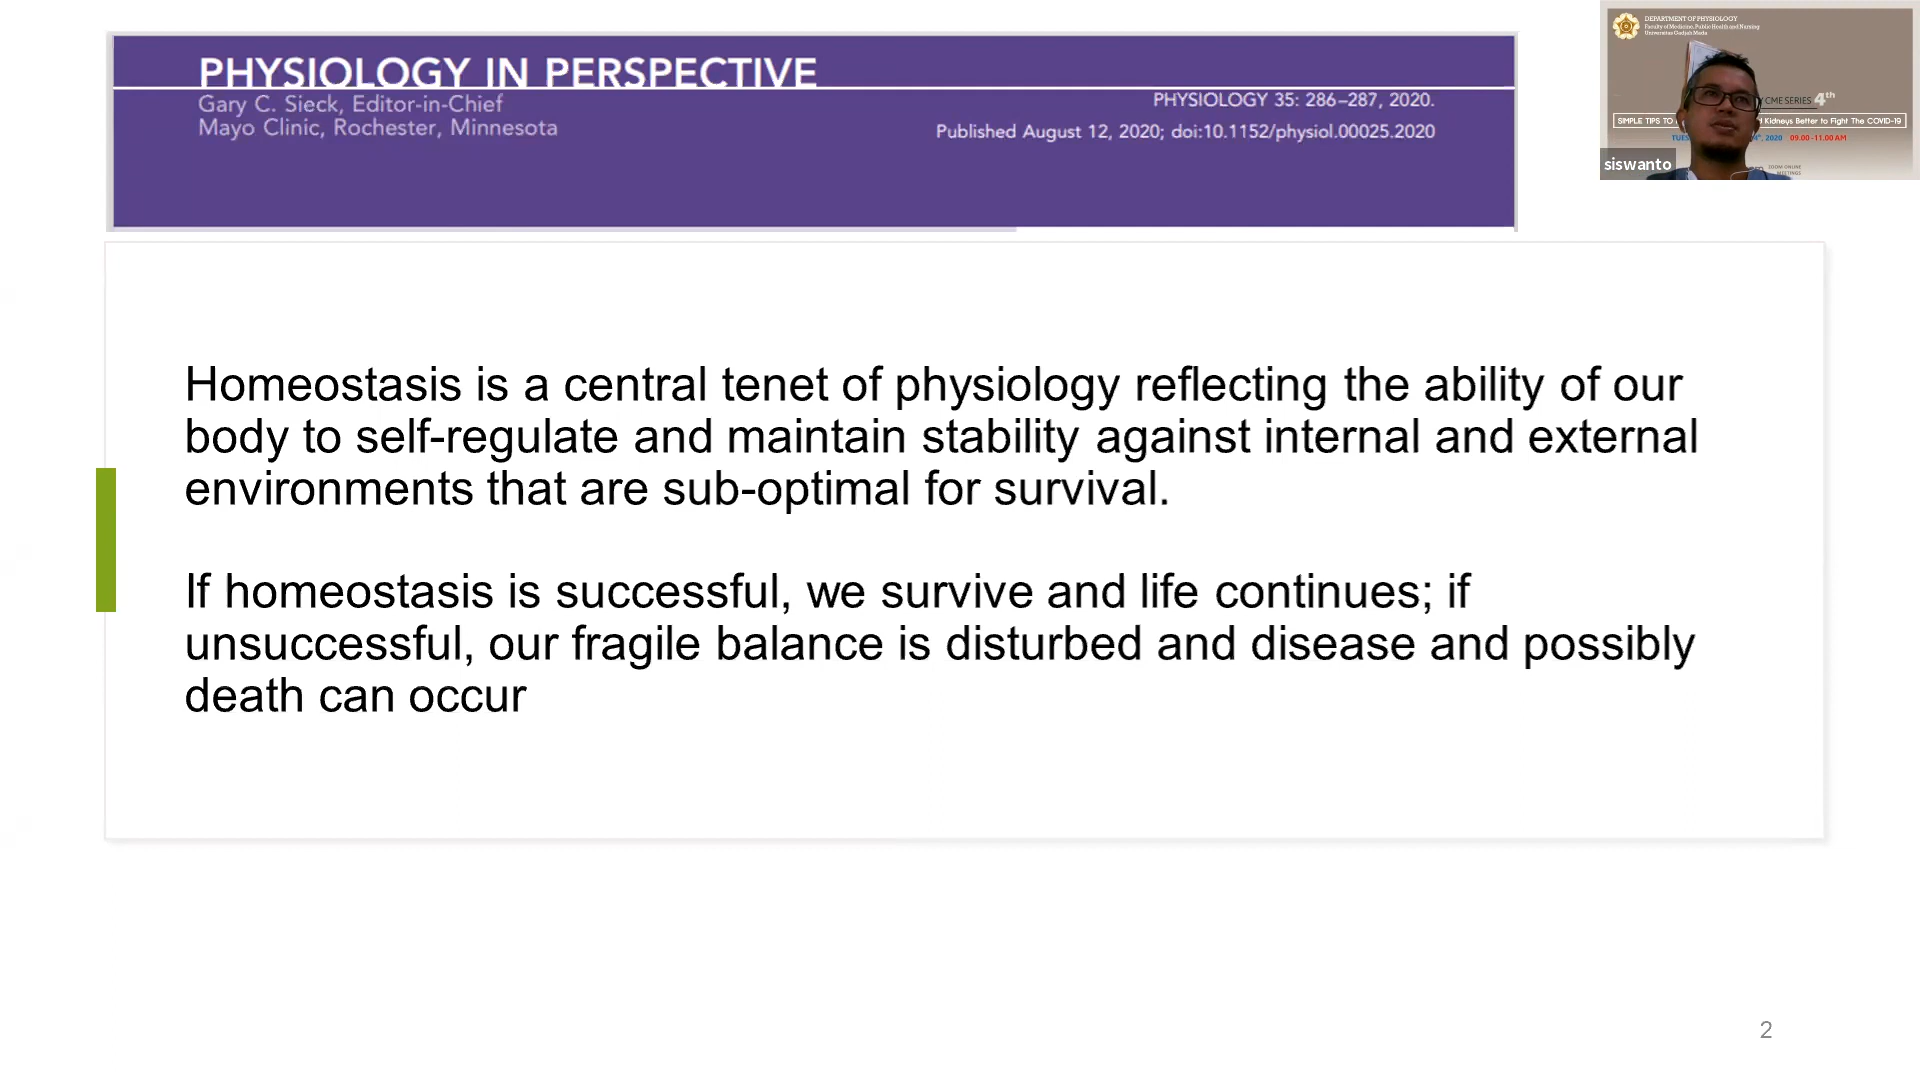 PHYSIOLOGY IN PERSPECTIVE
Gary C. Sieck, Editor-in-Chief
Mayo Clinic, Rochester, Minnesota
PHYSIOLOGY 35: 286–287, 2020.
Published August 12, 2020; doi:10.1152/physiol.00025.2020
DEPARTMENT OF PHYSIOLOGY
Faculty of Medicine, Public Health and Nursing
Universitas Gadjah Mada
CME SERIES 4th
SIMPLE TIPS TO Kidneys Better to Fight The COVID-19
2020 09.00-11.00 AM
ZOOM ONLINE
MEETINGS
siswanto
Homeostasis is a central tenet of physiology reflecting the ability of our
body to self-regulate and maintain stability against internal and external
environments that are sub-optimal for survival.
If homeostasis is successful, we survive and life continues; if
unsuccessful, our fragile balance is disturbed and disease and possibly
death can occur
2